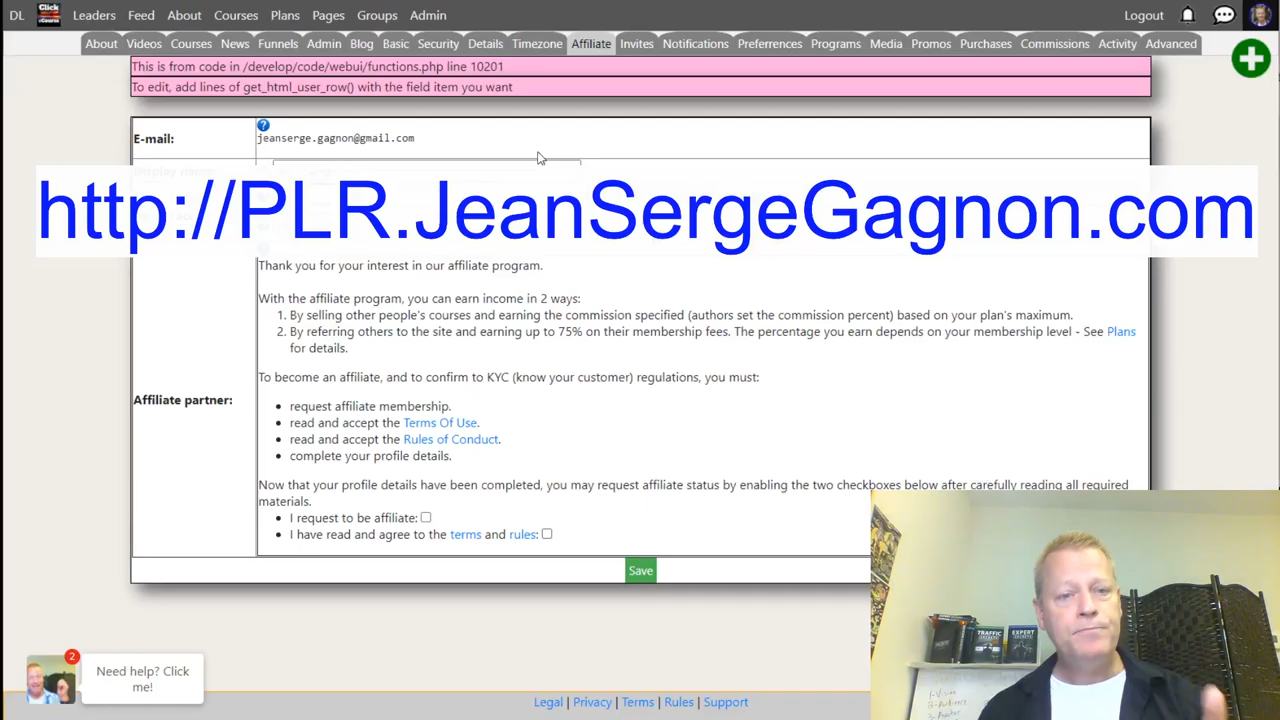 DL Click eCourse Leaders Feed About Courses Plans Pages Groups Admin Logout
About Videos Courses News Funnels Admin Blog Basic Security Details Timezone Affiliate Invites Notifications Preferrences Programs Media Promos Purchases Commissions Activity Advanced
This is from code in /develop/code/webui/functions.php line 10201
To edit, add lines of get_html_user_row() with the field item you want
E-mail:
?
jeanserge.gagnon@gmail.com
Display name:
http://PLR.JeanSergeGagnon.com
Thank you for your interest in our affiliate program.
With the affiliate program, you can earn income in 2 ways:
1. By selling other people's courses and earning the commission specified (authors set the commission percent) based on your plan's maximum.
2. By referring others to the site and earning up to 75% on their membership fees. The percentage you earn depends on your membership level - See Plans
for details.
To become an affiliate, and to confirm to KYC (know your customer) regulations, you must:
Affiliate partner:
• request affiliate membership.
• read and accept the Terms Of Use.
• read and accept the Rules of Conduct.
• complete your profile details.
Now that your profile details have been completed, you may request affiliate status by enabling the two checkboxes below after carefully reading all required
materials.
• I request to be affiliate:
• I have read and agree to the terms and rules:
Save
TRAFFIC
SECRETS
EXPERT
SECRETS
2
Need help? Click
me!
Legal | Privacy | Terms | Rules | Support